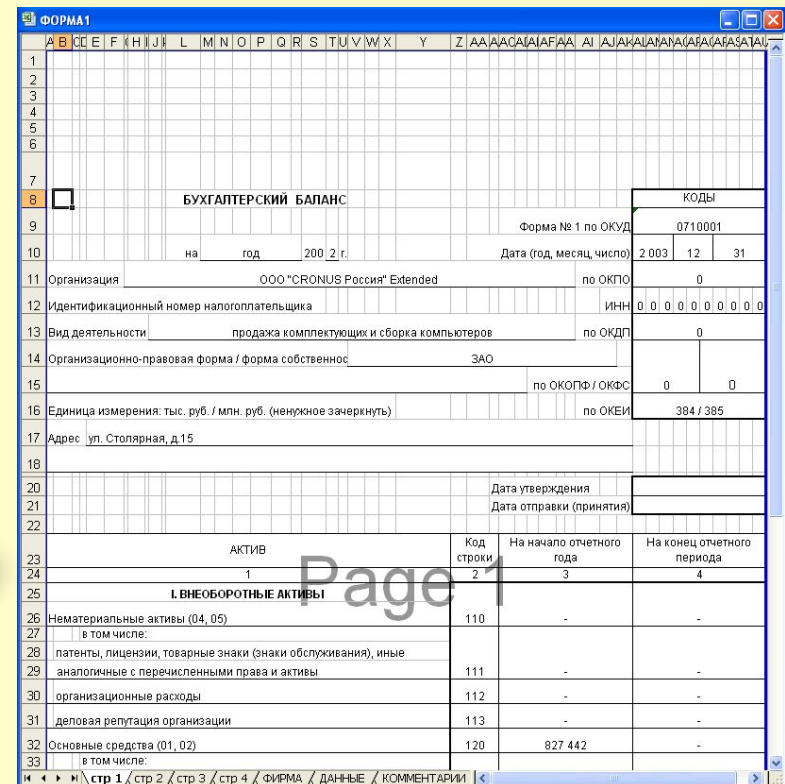 ФОРМА1
БУХГАЛТЕРСКИЙ БАЛАНС
КОДЫ
Форма № 1 по ОКУД 0710001
на год 200 2 г. Дата (год, месяц, число) 2 003 12 31
Организация ООО "CRONUS Россия" Extended по ОКПО 0
Идентификационный номер налогоплательщика ИНН 0 0 0 0 0 0 0 0 0 0
Вид деятельности продажа комплектующих и сборка компьютеров по ОКДП 0
Организационно-правовая форма / форма собственнос ЗАО
по ОКОПФ / ОКФС 0 0
Единица измерения: тыс. руб. / млн. руб. (ненужное зачеркнуть) по ОКЕИ 384 / 385
Адрес ул. Столярная, д.15
Дата утверждения
Дата отправки (принятия)
АКТИВ Код строки На начало отчетного года На конец отчетного периода
1 2 3 4
Page 1
I. ВНЕОБОРОТНЫЕ АКТИВЫ
Нематериальные активы (04, 05) 110 - -
в том числе:
патенты, лицензии, товарные знаки (знаки обслуживания), иные
аналогичные с перечисленными права и активы 111 - -
организационные расходы 112 - -
деловая репутация организации 113 - -
Основные средства (01, 02) 120 827 442 -
в том числе:
стр 1 / стр 2 / стр 3 / стр 4 / ФИРМА / ДАННЫЕ / КОММЕНТАРИИ